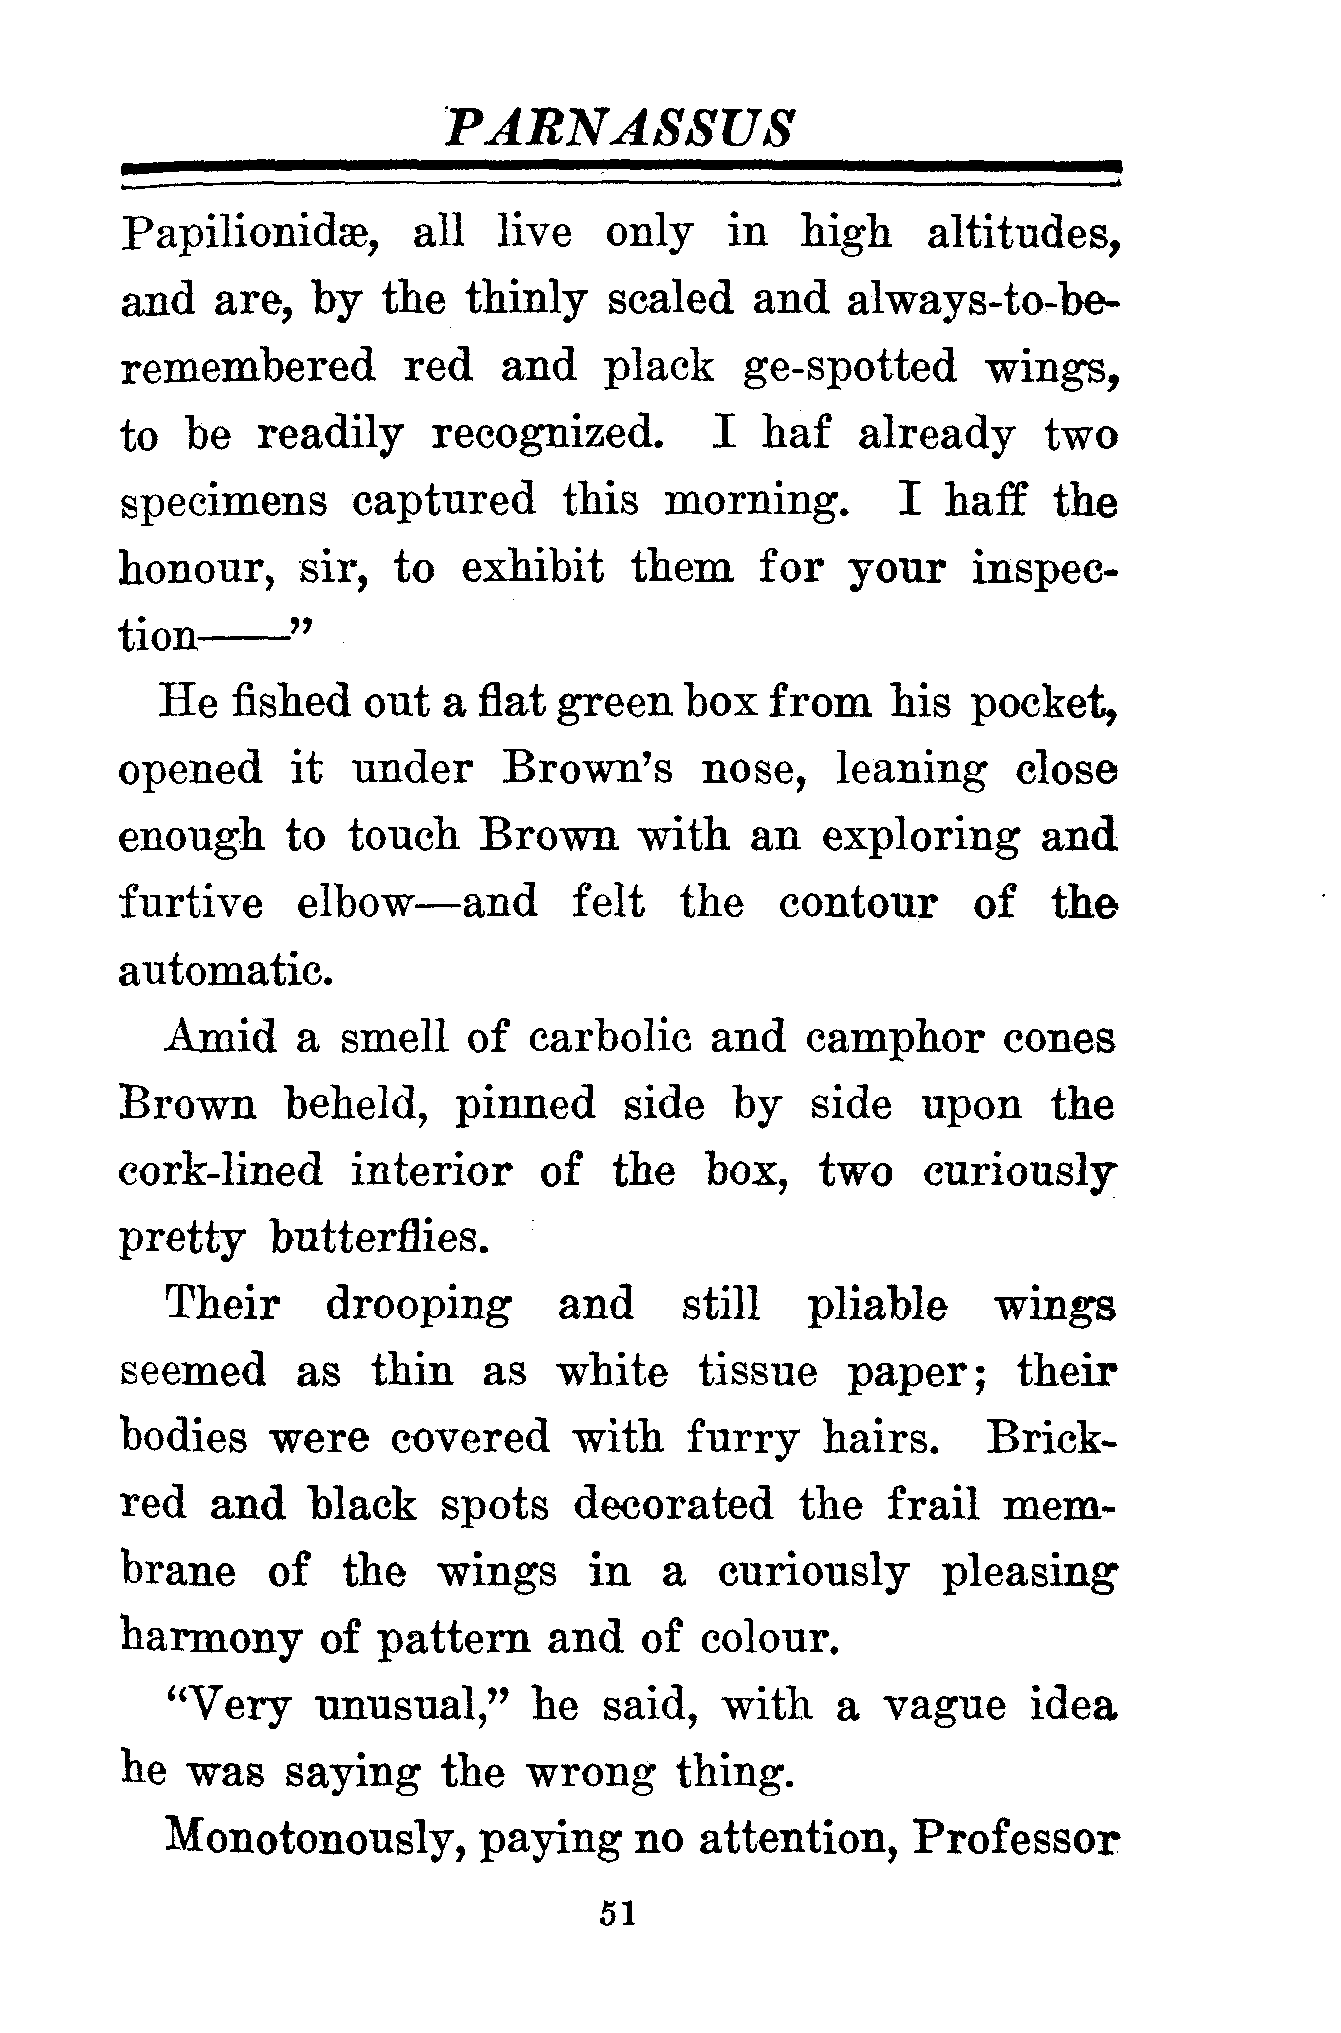 PARNASSUS
Papilionidæ, all live only in high altitudes,
and are, by the thinly scaled and always-to-be-
remembered red and plack ge-spotted wings,
to be readily recognized. I haf already two
specimens captured this morning. I haff the
honour, sir, to exhibit them for your inspec-
tion——”
He fished out a flat green box from his pocket,
opened it under Brown’s nose, leaning close
enough to touch Brown with an exploring and
furtive elbow—and felt the contour of the
automatic.
Amid a smell of carbolic and camphor cones
Brown beheld, pinned side by side upon the
cork-lined interior of the box, two curiously
pretty butterflies.
Their drooping and still pliable wings
seemed as thin as white tissue paper; their
bodies were covered with furry hairs. Brick-
red and black spots decorated the frail mem-
brane of the wings in a curiously pleasing
harmony of pattern and of colour.
“Very unusual,” he said, with a vague idea
he was saying the wrong thing.
Monotonously, paying no attention, Professor
51